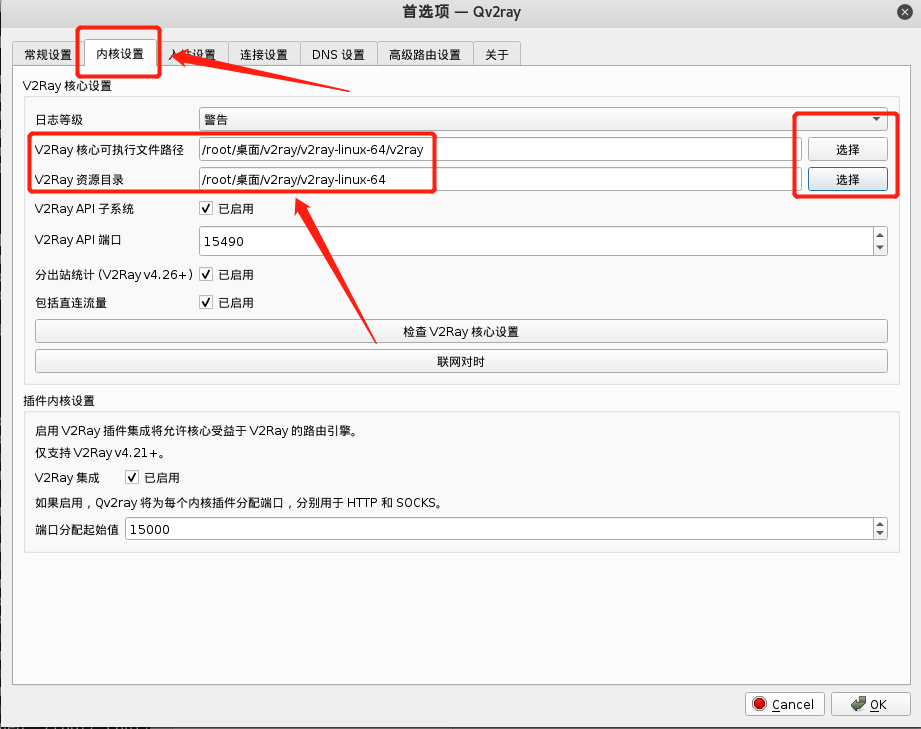 首选项 — Qv2ray
常规设置 内核设置 入站设置 连接设置 DNS 设置 高级路由设置 关于
V2Ray 核心设置
日志等级 警告
V2Ray 核心可执行文件路径 /root/桌面/v2ray/v2ray-linux-64/v2ray 选择
V2Ray 资源目录 /root/桌面/v2ray/v2ray-linux-64 选择
V2Ray API 子系统 已启用
V2Ray API 端口 15490
分出站统计 (V2Ray v4.26+) 已启用
包括直连流量 已启用
检查 V2Ray 核心设置
联网对时
插件内核设置
启用 V2Ray 插件集成将允许核心受益于 V2Ray 的路由引擎。
仅支持 V2Ray v4.21+。
V2Ray 集成 已启用
如果启用，Qv2ray 将为每个内核插件分配端口，分别用于 HTTP 和 SOCKS。
端口分配起始值 15000
Cancel OK